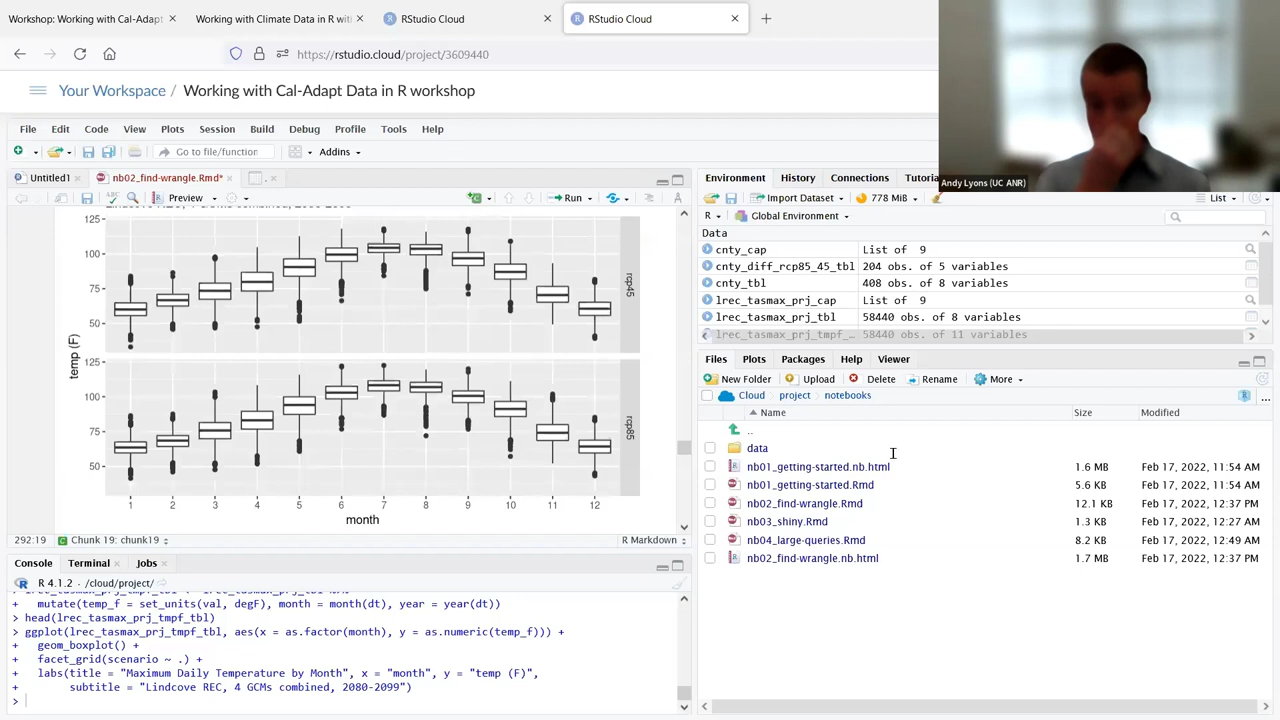 Workshop: Working with Cal-Adapt
Working with Climate Data in R wit
RStudio Cloud
RStudio Cloud
https://rstudio.cloud/project/3609440
Your Workspace / Working with Cal-Adapt Data in R workshop
File Edit Code View Plots Session Build Debug Profile Tools Help
Go to file/function
Addins
Untitled1
nb02_find-wrangle.Rmd*
Preview
Run
125
100
75
50
rcp45
125
100
75
50
rcp85
temp (F)
1 2 3 4 5 6 7 8 9 10 11 12
month
292:19 Chunk 19: chunk19 R Markdown
Console Terminal Jobs
R 4.1.2 · /cloud/project/
+ mutate(temp_f = set_units(val, degF), month = month(dt), year = year(dt))
> head(lrec_tasmax_prj_tmpf_tbl)
> ggplot(lrec_tasmax_prj_tmpf_tbl, aes(x = as.factor(month), y = as.numeric(temp_f))) +
+ geom_boxplot() +
+ facet_grid(scenario ~ .) +
+ labs(title = "Maximum Daily Temperature by Month", x = "month", y = "temp (F)",
+ subtitle = "Lindcove REC, 4 GCMs combined, 2080-2099")
>
Andy Lyons (UC ANR)
Environment History Connections Tutoria
Import Dataset 778 MiB List
R Global Environment
Data
cnty_cap List of 9
cnty_diff_rcp85_45_tbl 204 obs. of 5 variables
cnty_tbl 408 obs. of 8 variables
lrec_tasmax_prj_cap List of 9
lrec_tasmax_prj_tbl 58440 obs. of 8 variables
lrec_tasmax_prj_tmpf_… 58440 obs. of 11 variables
Files Plots Packages Help Viewer
New Folder Upload Delete Rename More
Cloud project notebooks
Name Size Modified
..
data
nb01_getting-started.nb.html 1.6 MB Feb 17, 2022, 11:54 AM
nb01_getting-started.Rmd 5.6 KB Feb 17, 2022, 11:54 AM
nb02_find-wrangle.Rmd 12.1 KB Feb 17, 2022, 12:37 PM
nb03_shiny.Rmd 1.3 KB Feb 17, 2022, 12:27 AM
nb04_large-queries.Rmd 8.2 KB Feb 17, 2022, 12:49 AM
nb02_find-wrangle.nb.html 1.7 MB Feb 17, 2022, 12:37 PM